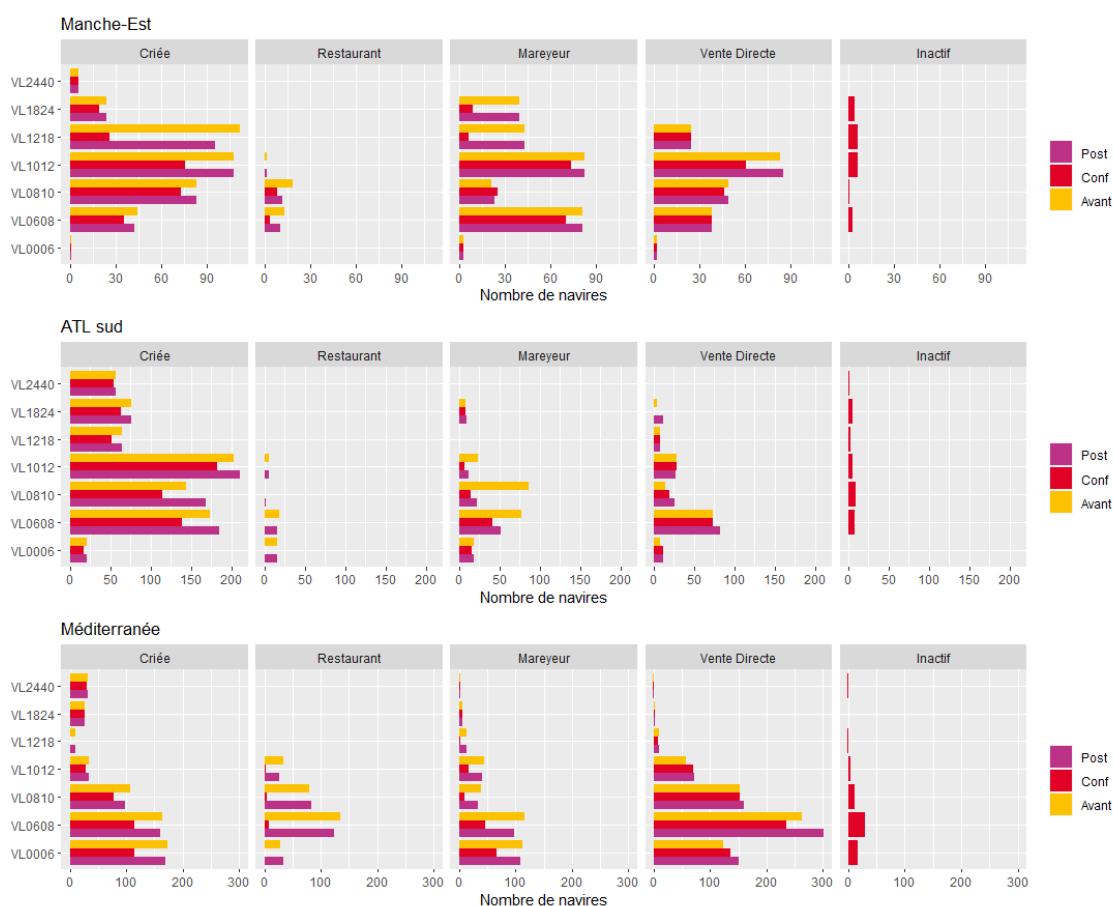 Manche-Est
Criée Restaurant Mareyeur Vente Directe Inactif
VL2440
VL1824
VL1218
VL1012
VL0810
VL0608
VL0006
0 30 60 90 0 30 60 90 0 30 60 90 0 30 60 90 0 30 60 90
Nombre de navires
Post
Conf
Avant
ATL sud
Criée Restaurant Mareyeur Vente Directe Inactif
VL2440
VL1824
VL1218
VL1012
VL0810
VL0608
VL0006
0 50 100 150 200 0 50 100 150 200 0 50 100 150 200 0 50 100 150 200 0 50 100 150 200
Nombre de navires
Post
Conf
Avant
Méditerranée
Criée Restaurant Mareyeur Vente Directe Inactif
VL2440
VL1824
VL1218
VL1012
VL0810
VL0608
VL0006
0 100 200 300 0 100 200 300 0 100 200 300 0 100 200 300 0 100 200 300
Nombre de navires
Post
Conf
Avant